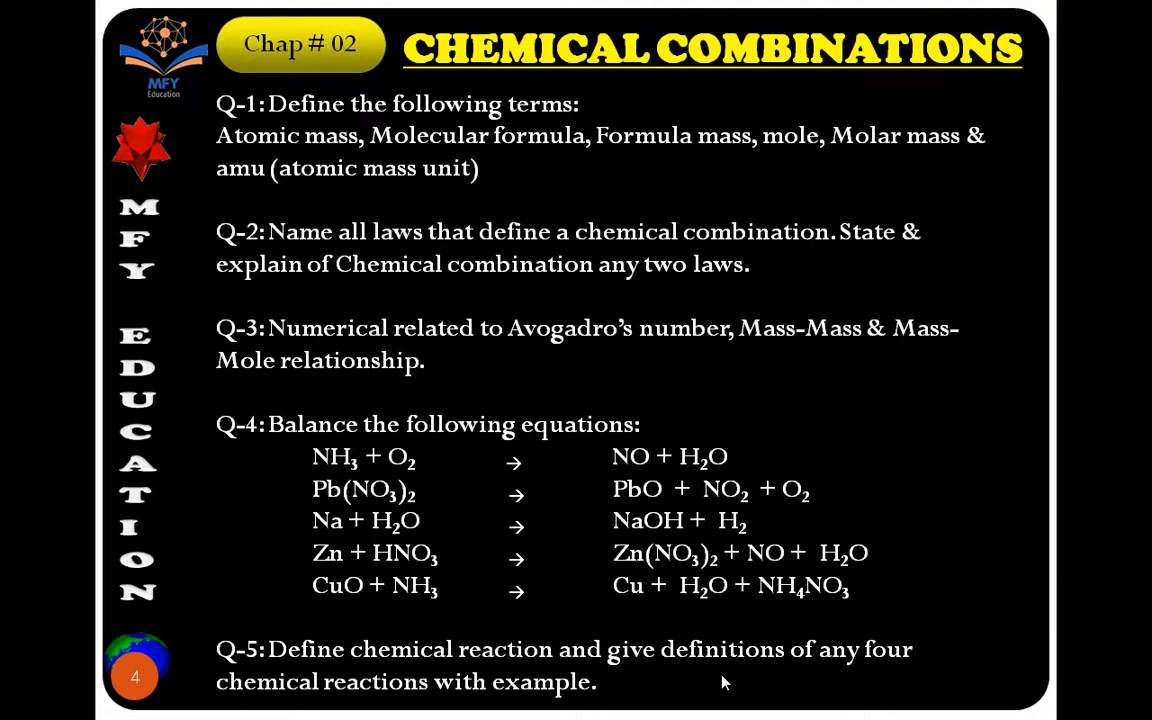 Chap # 02
CHEMICAL COMBINATIONS
MFY
Education
MFY EDUCATION
Q-1: Define the following terms:
Atomic mass, Molecular formula, Formula mass, mole, Molar mass &
amu (atomic mass unit)
Q-2: Name all laws that define a chemical combination. State &
explain of Chemical combination any two laws.
Q-3: Numerical related to Avogadro's number, Mass-Mass & Mass-
Mole relationship.
Q-4: Balance the following equations:
NH₃ + O₂ → NO + H₂O
Pb(NO₃)₂ → PbO + NO₂ + O₂
Na + H₂O → NaOH + H₂
Zn + HNO₃ → Zn(NO₃)₂ + NO + H₂O
CuO + NH₃ → Cu + H₂O + NH₄NO₃
Q-5: Define chemical reaction and give definitions of any four
chemical reactions with example.
4